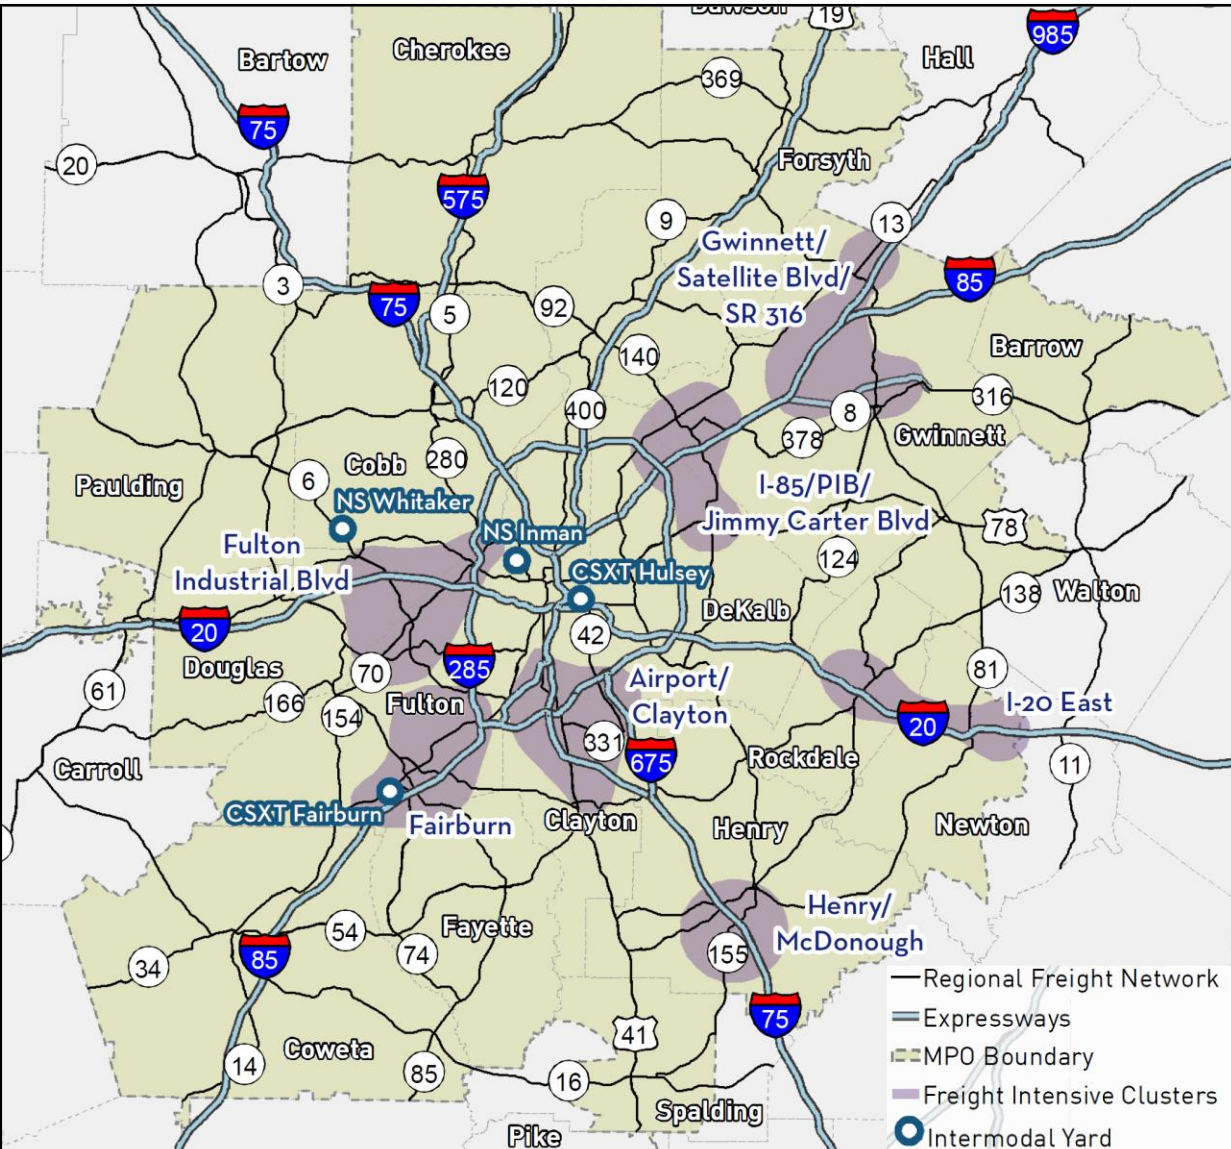 Dawson
19
985
Bartow
Cherokee
Hall
369
75
20
Forsyth
575
9
13
Gwinnett/
Satellite Blvd/
SR 316
3
75
5
92
85
140
Barrow
120
400
316
8
378
Gwinnett
280
Cobb
6
Paulding
NS Whitaker
I-85/PIB/
Jimmy Carter Blvd
78
NS Inman
Fulton
Industrial Blvd
124
CSXT Hulsey
138
Walton
DeKalb
20
42
Douglas
285
70
81
61
166
Fulton
154
Airport/
Clayton
I-20 East
20
331
675
Rockdale
11
Carroll
CSXT Fairburn
Fairburn
Clayton
Henry
Newton
Henry/
McDonough
Fayette
54
85
74
34
155
75
41
Coweta
14
85
16
Spalding
Pike
Regional Freight Network
Expressways
MPO Boundary
Freight Intensive Clusters
Intermodal Yard